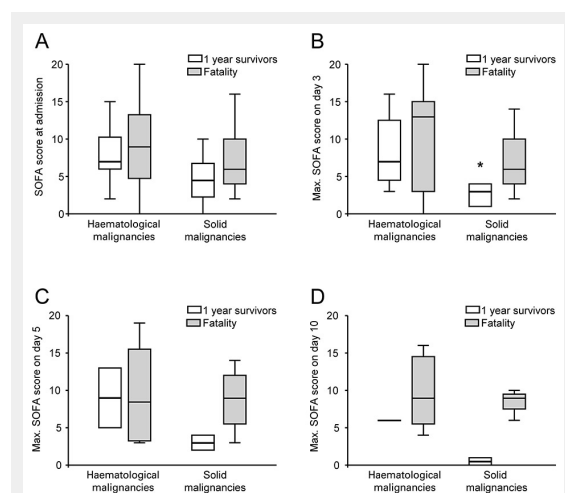 A
1 year survivors
Fatality
SOFA score at admission
20
15
10
5
0
Haematological
malignancies
Solid
malignancies
B
1 year survivors
Fatality
Max. SOFA score on day 3
20
15
10
5
0
*
Haematological
malignancies
Solid
malignancies
C
1 year survivors
Fatality
Max. SOFA score on day 5
20
15
10
5
0
Haematological
malignancies
Solid
malignancies
D
1 year survivors
Fatality
Max. SOFA score on day 10
20
15
10
5
0
Haematological
malignancies
Solid
malignancies